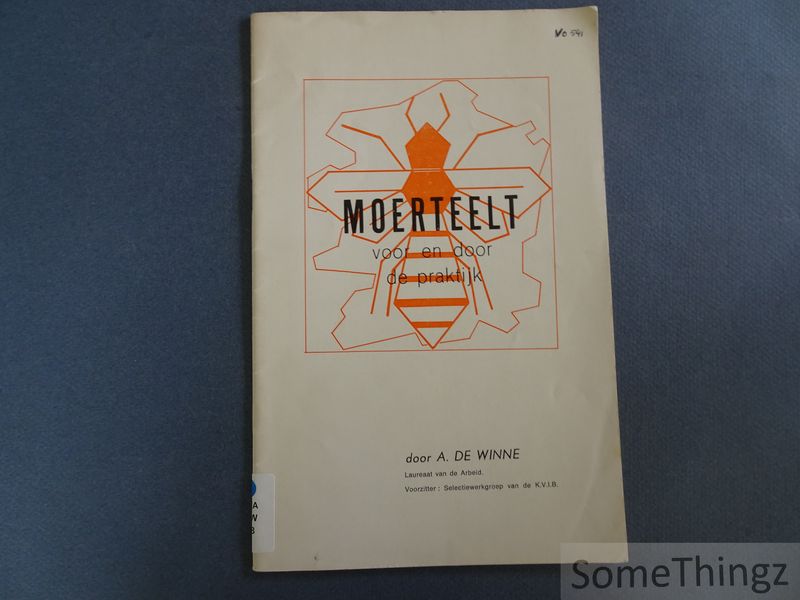 Vo 541
MOERTEELT
voor en door
de praktijk
door A. DE WINNE
Laureaat van de Arbeid.
Voorzitter : Selectiewerkgroep van de K.V.I.B.
A
W
B
SomeThingz